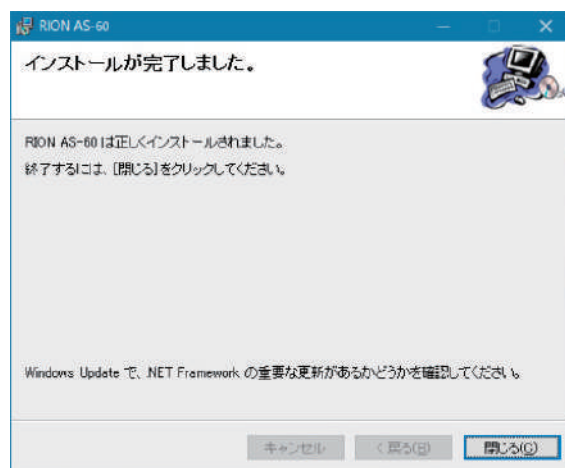 RION AS-60
インストールが完了しました。
RION AS-60 は正しくインストールされました。
終了するには、[閉じる] をクリックしてください。
Windows Update で、.NET Framework の重要な更新があるかどうかを確認してください。
キャンセル < 戻る(B) 閉じる(C)